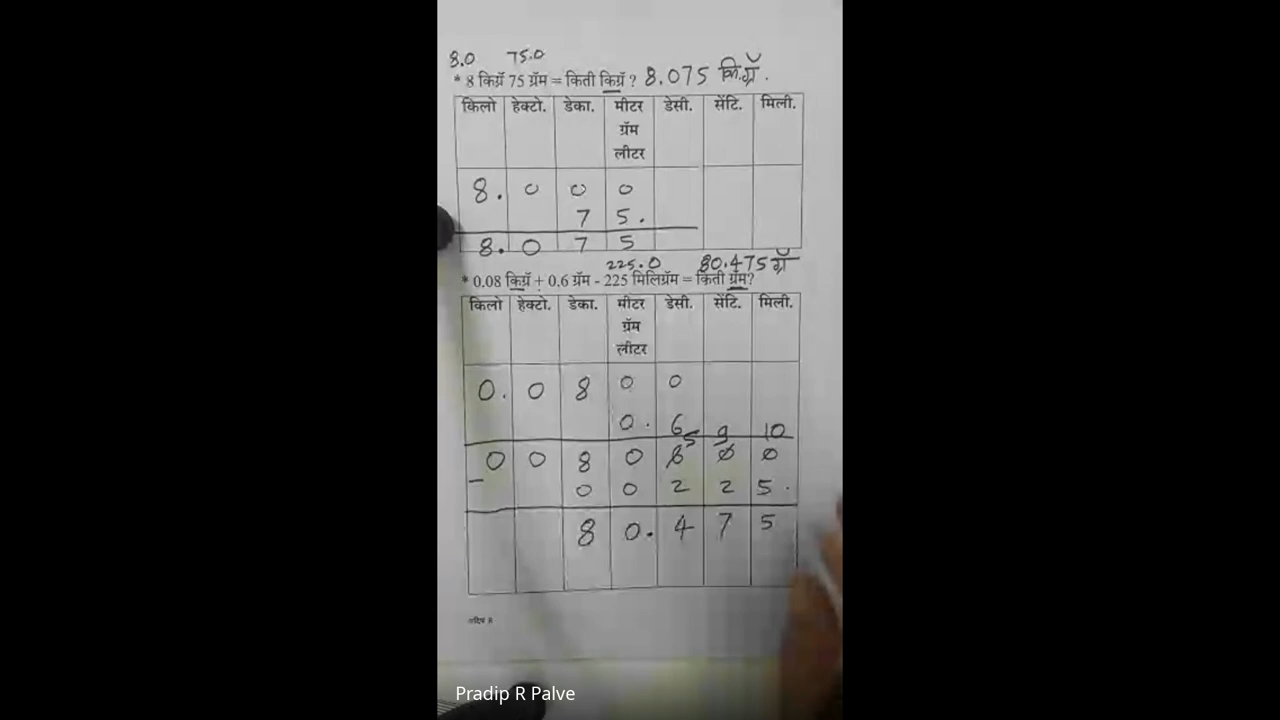 8.0 75.0
* 8 किग्रॅ 75 ग्रॅम = किती किग्रॅ ? 8.075 कि.ग्रॅ.
किलो हेक्टो. डेका. मीटर ग्रॅम लीटर डेसी. सेंटि. मिली.
8. 0 0 0
7 5.
8. 0 7 5
225.0 80.475 ग्रॅ
* 0.08 किग्रॅ + 0.6 ग्रॅम - 225 मिलिग्रॅम = किती ग्रॅम?
किलो हेक्टो. डेका. मीटर ग्रॅम लीटर डेसी. सेंटि. मिली.
0. 0 8 0 0
0. 6
5 9 10
0 0 8 0 6 0 0
- 0 0 2 2 5.
8 0. 4 7 5
Pradip R Palve